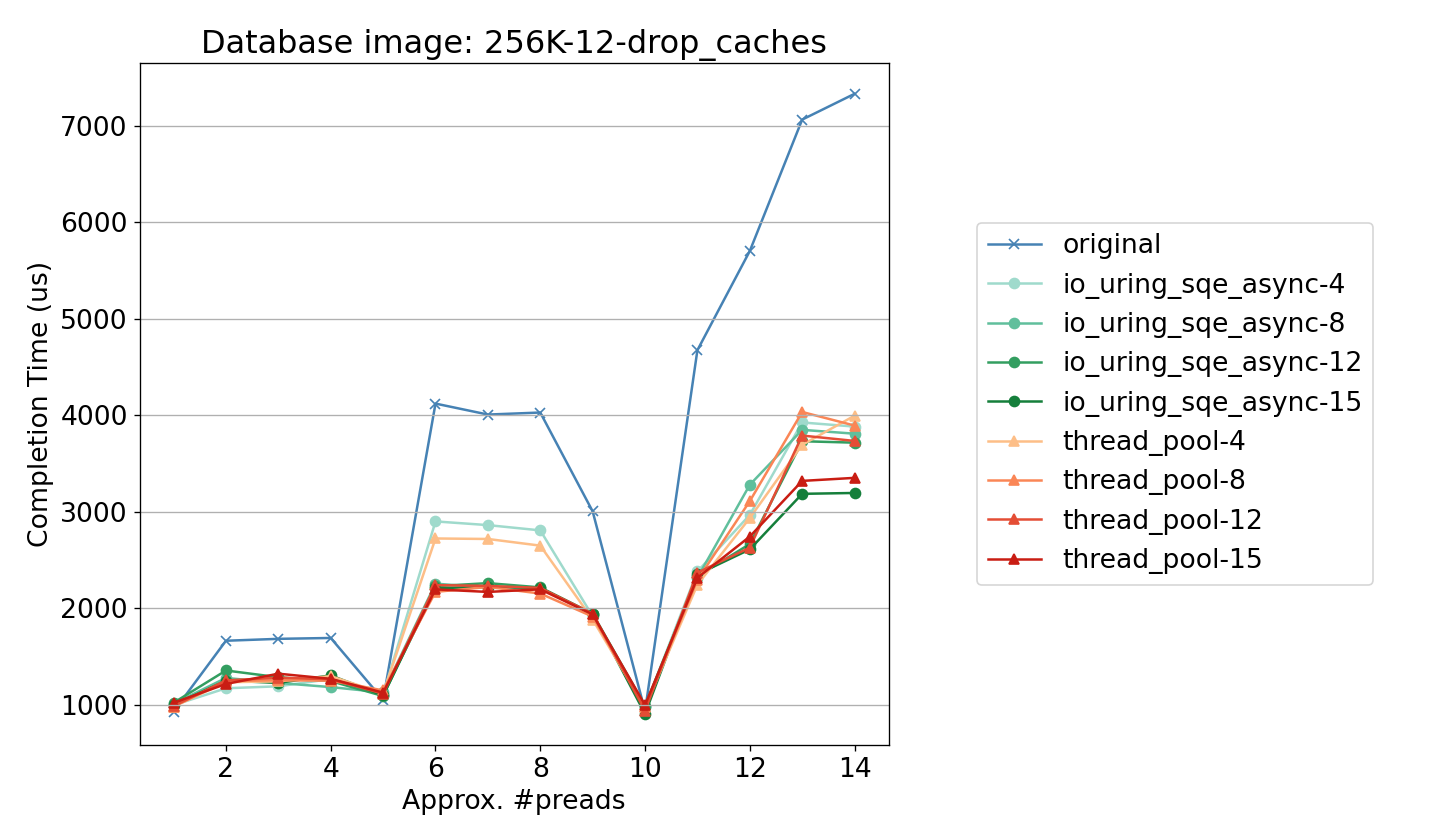 Database image: 256K-12-drop_caches
Completion Time (us)
7000
6000
5000
4000
3000
2000
1000
2 4 6 8 10 12 14
Approx. #preads
original
io_uring_sqe_async-4
io_uring_sqe_async-8
io_uring_sqe_async-12
io_uring_sqe_async-15
thread_pool-4
thread_pool-8
thread_pool-12
thread_pool-15